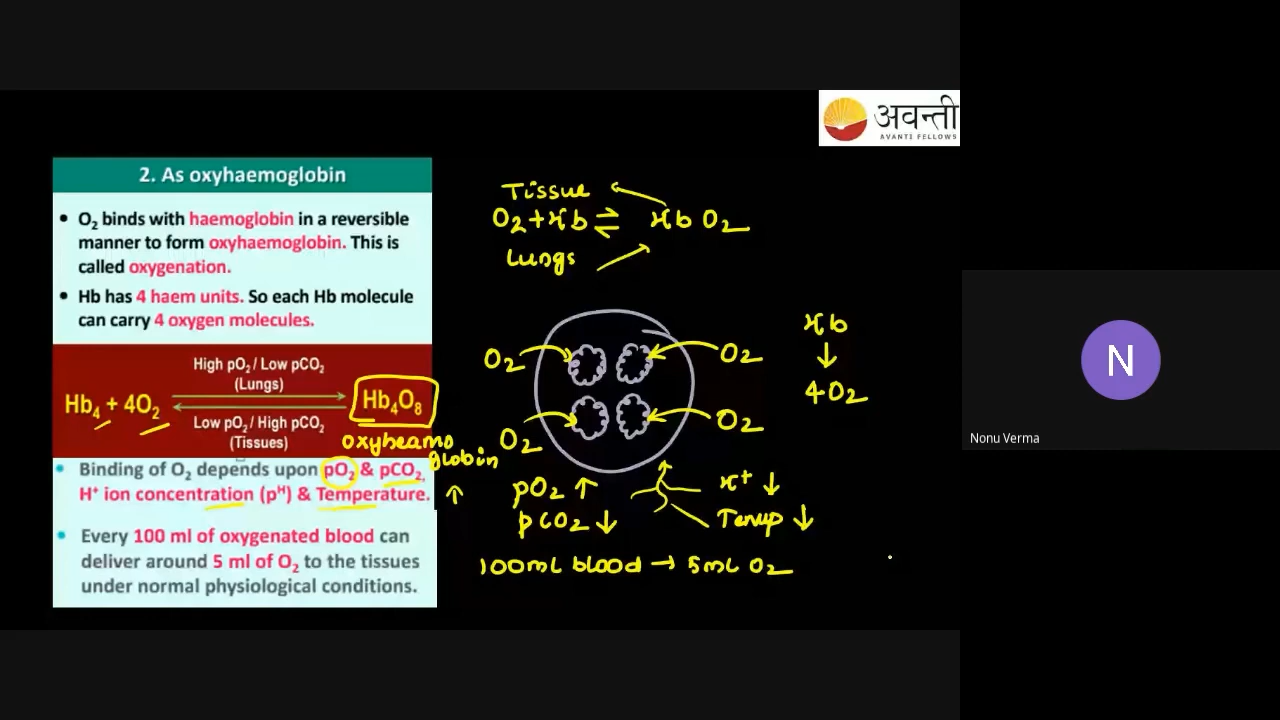 अवन्ती
AVANTI FELLOWS
2. As oxyhaemoglobin
• O₂ binds with haemoglobin in a reversible
manner to form oxyhaemoglobin. This is
called oxygenation.
• Hb has 4 haem units. So each Hb molecule
can carry 4 oxygen molecules.
High pO₂ / Low pCO₂
(Lungs)
Hb₄ + 4O₂
Hb₄O₈
Low pO₂ / High pCO₂
(Tissues)
oxyheamo
globin
• Binding of O₂ depends upon pO₂ & pCO₂,
H⁺ ion concentration (pᴴ) & Temperature. ↑
• Every 100 ml of oxygenated blood can
deliver around 5 ml of O₂ to the tissues
under normal physiological conditions.
Tissue
O₂ + Hb ⇌ Hb O₂
Lungs
O₂ O₂
O₂ O₂
Hb
↓
4O₂
pO₂ ↑ H+ ↓
pCO₂ ↓ Temp ↓
100mL blood → 5mL O₂
N
Nonu Verma